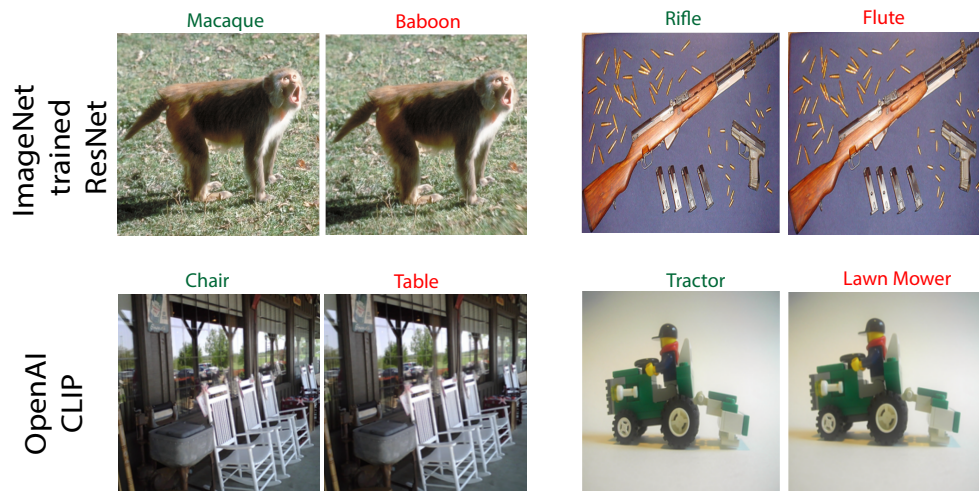 Macaque
Baboon
Rifle
Flute
ImageNet
trained
ResNet
Chair
Table
Tractor
Lawn Mower
OpenAI
CLIP